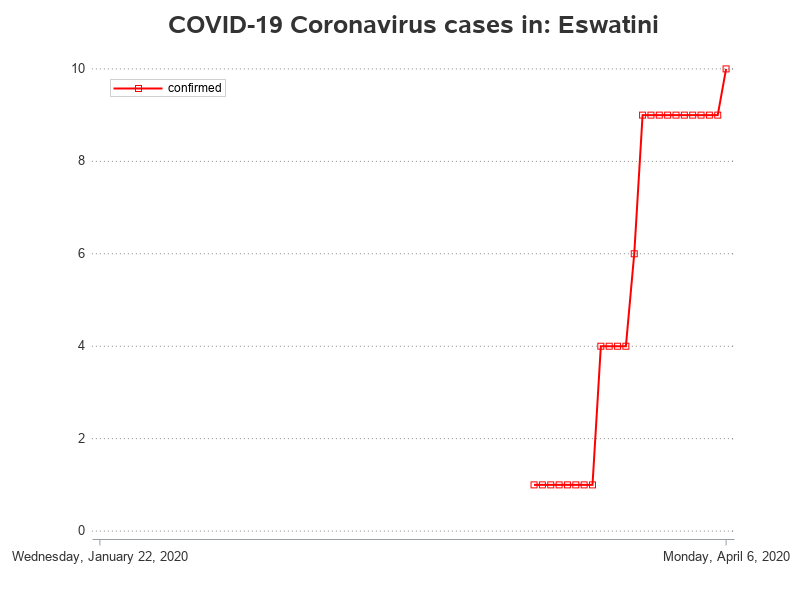 COVID-19 Coronavirus cases in: Eswatini
10
confirmed
8
6
4
2
0
Wednesday, January 22, 2020 Monday, April 6, 2020